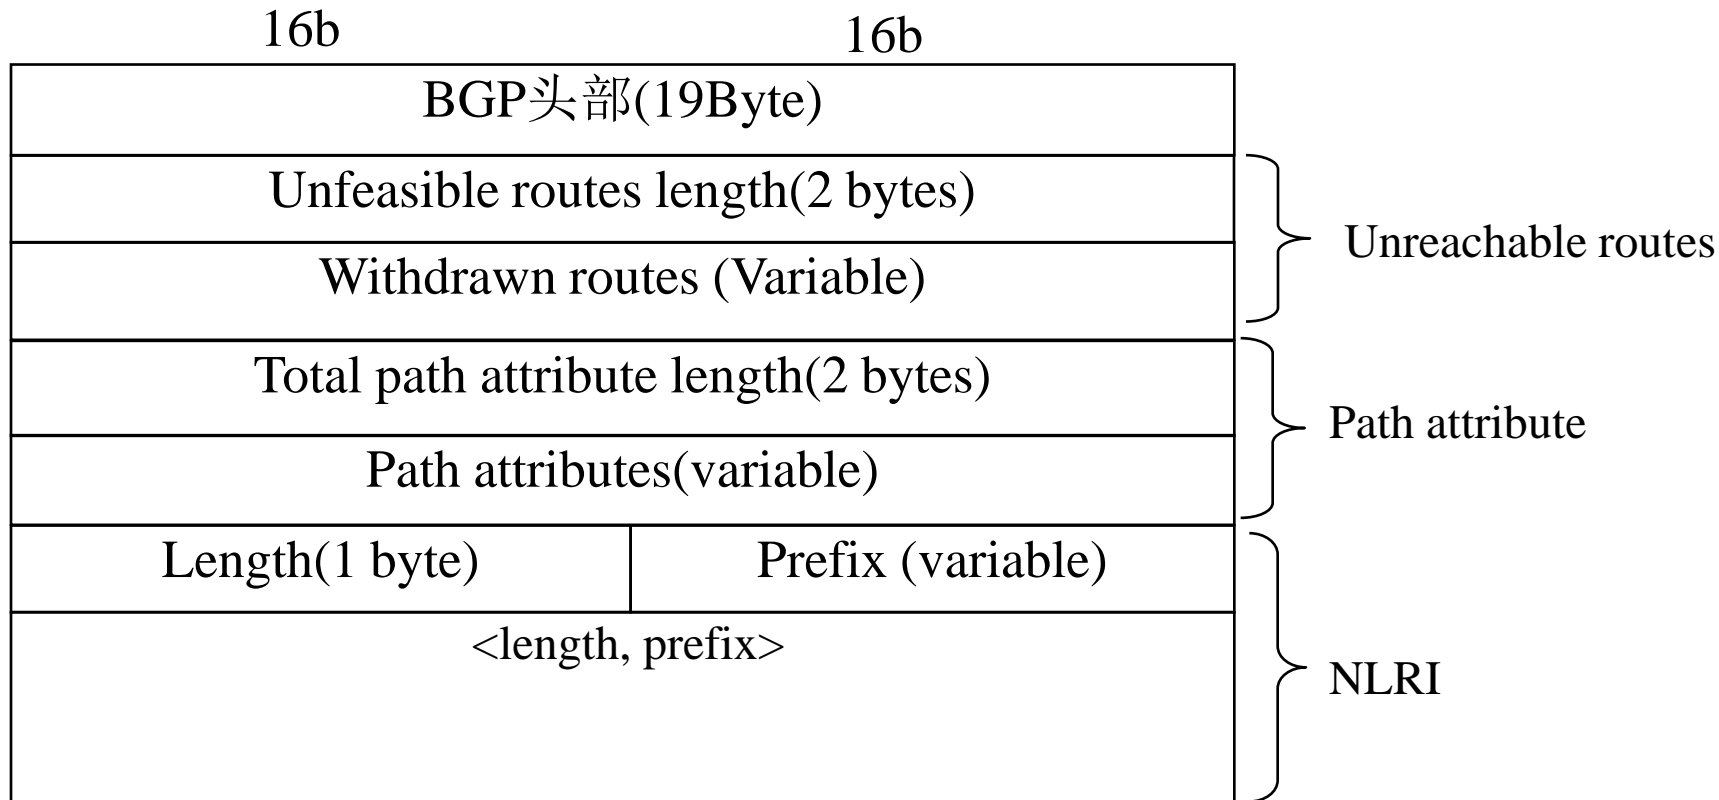 16b 16b
BGP头部(19Byte)
Unfeasible routes length(2 bytes)
Withdrawn routes (Variable)
Unreachable routes
Total path attribute length(2 bytes)
Path attributes(variable)
Path attribute
Length(1 byte) Prefix (variable)
<length, prefix>
NLRI